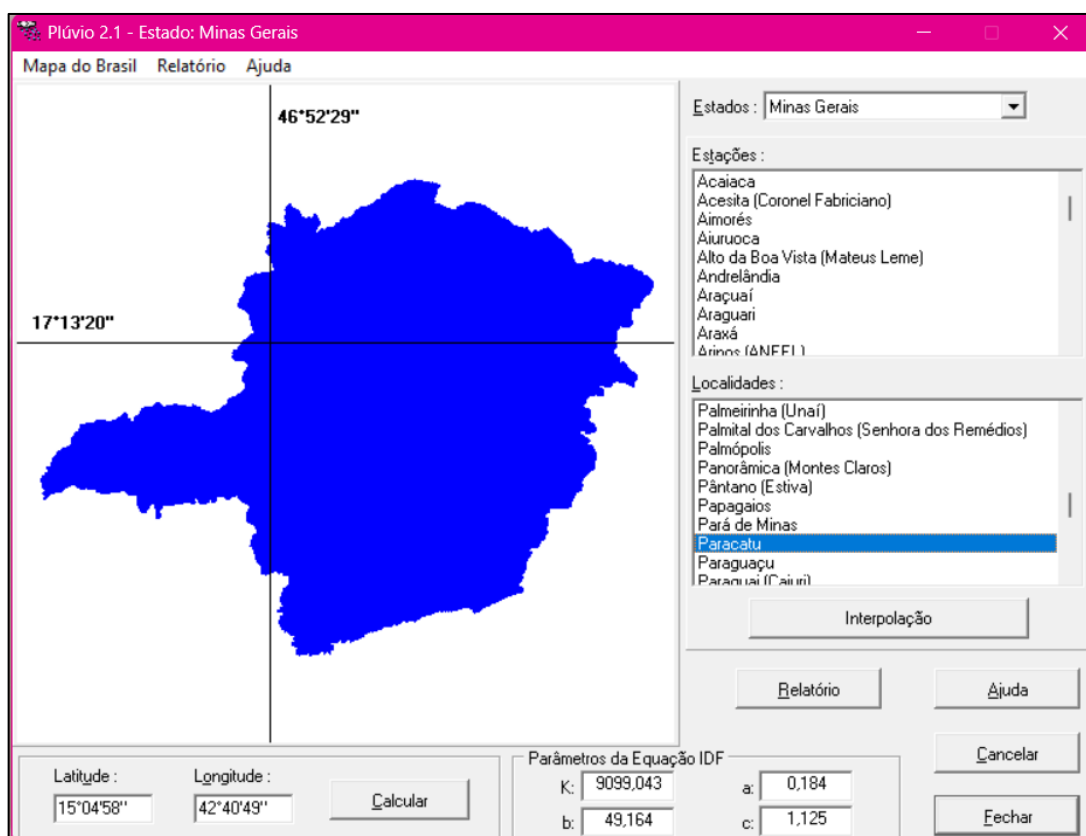 Plúvio 2.1 - Estado: Minas Gerais
Mapa do Brasil Relatório Ajuda
46°52'29"
17°13'20"
Estados : Minas Gerais
Estações :
Acaiaca
Acesita (Coronel Fabriciano)
Aimorés
Aiuruoca
Alto da Boa Vista (Mateus Leme)
Andrelândia
Araçuaí
Araguari
Araxá
Arinos (ANEEL)
Localidades :
Palmeirinha (Unaí)
Palmital dos Carvalhos (Senhora dos Remédios)
Palmópolis
Panorâmica (Montes Claros)
Pântano (Estiva)
Papagaios
Pará de Minas
Paracatu
Paraguaçu
Paraguai (Cajuri)
Interpolação
Relatório Ajuda
Cancelar
Fechar
Latitude : Longitude :
15°04'58" 42°40'49" Calcular
Parâmetros da Equação IDF
K: 9099,043 a: 0,184
b: 49,164 c: 1,125